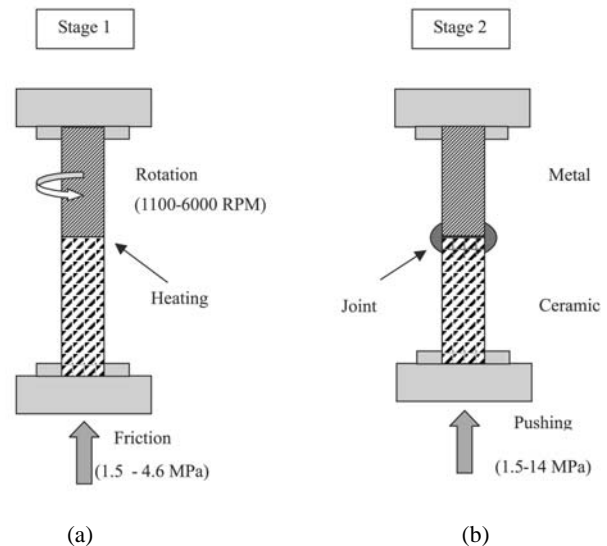 Stage 1
Stage 2
Rotation
(1100-6000 RPM)
Metal
Heating
Joint
Ceramic
Friction
(1.5 - 4.6 MPa)
Pushing
(1.5-14 MPa)
(a)
(b)